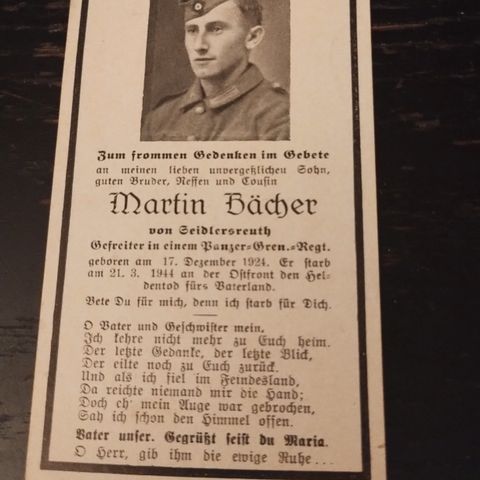 Zum frommen Gedenken im Gebete
an meinen lieben unvergeßlichen Sohn,
guten Bruder, Neffen und Cousin
Martin Bächer
von Seidlersreuth
Gefreiter in einem Panzer-Gren.-Regt.
geboren am 17. Dezember 1924. Er starb
am 21. 3. 1944 an der Ostfront den Hel-
dentod fürs Vaterland.
Bete Du für mich, denn ich starb für Dich.
O Vater und Geschwister mein,
Ich kehre nicht mehr zu Euch heim.
Der letzte Gedanke, der letzte Blick,
Der eilte noch zu Euch zurück.
Und als ich fiel im Feindesland,
Da reichte niemand mir die Hand;
Doch eh' mein Auge war gebrochen,
Sah ich schon den Himmel offen.
Vater unser. Gegrüßt seist du Maria.
O Herr, gib ihm die ewige Ruhe ...